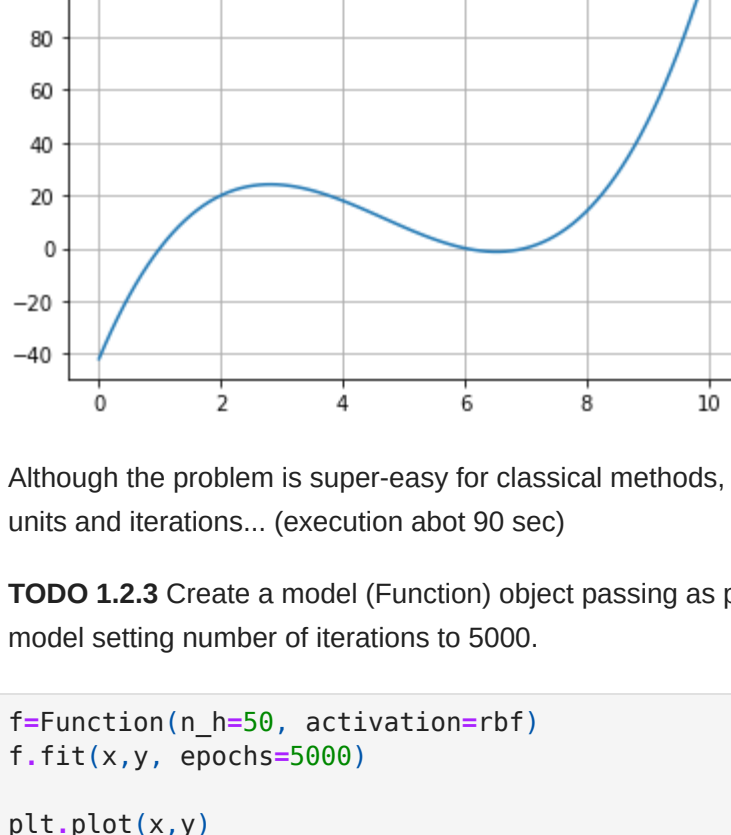 80
60
40
20
0
−20
−40
0 2 4 6 8 10
Although the problem is super-easy for classical methods,
units and iterations... (execution abot 90 sec)
TODO 1.2.3 Create a model (Function) object passing as p
model setting number of iterations to 5000.
f=Function(n_h=50, activation=rbf)
f.fit(x,y, epochs=5000)
plt.plot(x,y)